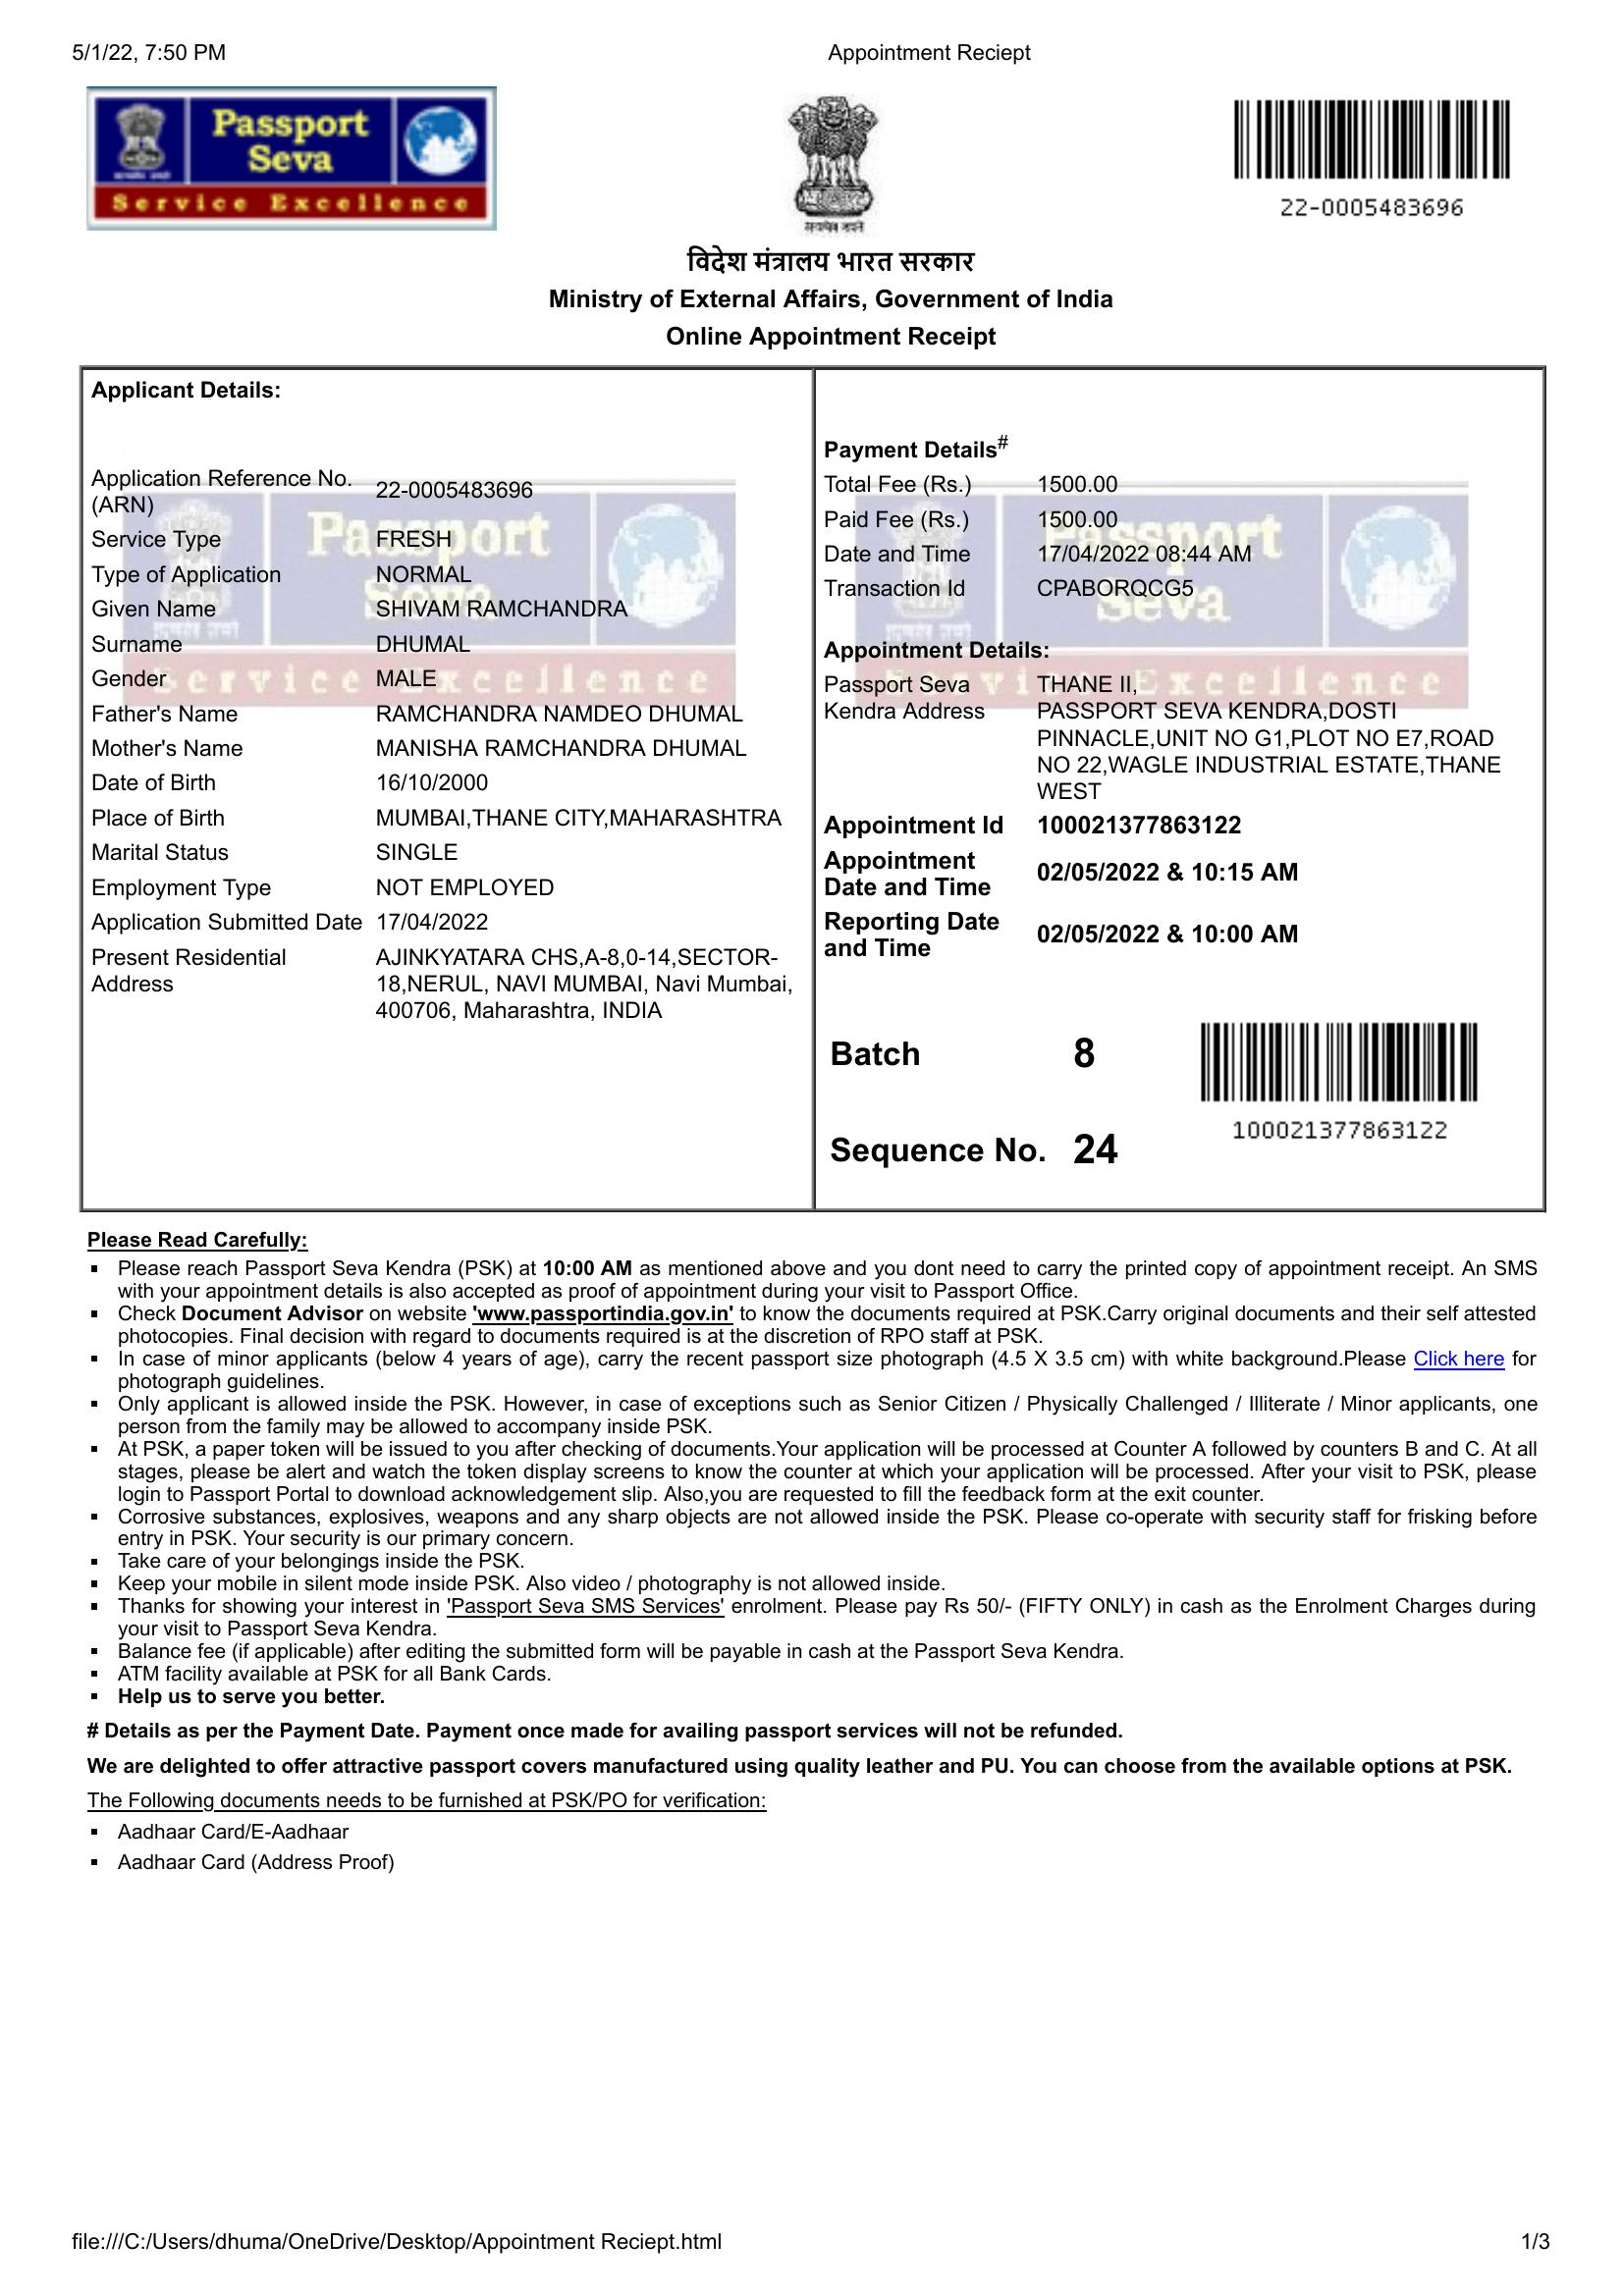 5/1/22, 7:50 PM
Appointment Reciept
Passport
Seva
Service Excellence
22-0005483696
विदेश मंत्रालय भारत सरकार
Ministry of External Affairs, Government of India
Online Appointment Receipt
Applicant Details:
Application Reference No. (ARN) 22-0005483696
Service Type FRESH
Type of Application NORMAL
Given Name SHIVAM RAMCHANDRA
Surname DHUMAL
Gender MALE
Father's Name RAMCHANDRA NAMDEO DHUMAL
Mother's Name MANISHA RAMCHANDRA DHUMAL
Date of Birth 16/10/2000
Place of Birth MUMBAI,THANE CITY,MAHARASHTRA
Marital Status SINGLE
Employment Type NOT EMPLOYED
Application Submitted Date 17/04/2022
Present Residential Address AJINKYATARA CHS,A-8,0-14,SECTOR-
18,NERUL, NAVI MUMBAI, Navi Mumbai,
400706, Maharashtra, INDIA
Payment Details#
Total Fee (Rs.) 1500.00
Paid Fee (Rs.) 1500.00
Date and Time 17/04/2022 08:44 AM
Transaction Id CPABORQCG5
Appointment Details:
Passport Seva Kendra Address THANE II,
PASSPORT SEVA KENDRA,DOSTI
PINNACLE,UNIT NO G1,PLOT NO E7,ROAD
NO 22,WAGLE INDUSTRIAL ESTATE,THANE
WEST
Appointment Id 100021377863122
Appointment Date and Time 02/05/2022 & 10:15 AM
Reporting Date and Time 02/05/2022 & 10:00 AM
Batch 8
100021377863122
Sequence No. 24
Please Read Carefully:
▪ Please reach Passport Seva Kendra (PSK) at 10:00 AM as mentioned above and you dont need to carry the printed copy of appointment receipt. An SMS
with your appointment details is also accepted as proof of appointment during your visit to Passport Office.
▪ Check Document Advisor on website 'www.passportindia.gov.in' to know the documents required at PSK.Carry original documents and their self attested
photocopies. Final decision with regard to documents required is at the discretion of RPO staff at PSK.
▪ In case of minor applicants (below 4 years of age), carry the recent passport size photograph (4.5 X 3.5 cm) with white background.Please Click here for
photograph guidelines.
▪ Only applicant is allowed inside the PSK. However, in case of exceptions such as Senior Citizen / Physically Challenged / Illiterate / Minor applicants, one
person from the family may be allowed to accompany inside PSK.
▪ At PSK, a paper token will be issued to you after checking of documents.Your application will be processed at Counter A followed by counters B and C. At all
stages, please be alert and watch the token display screens to know the counter at which your application will be processed. After your visit to PSK, please
login to Passport Portal to download acknowledgement slip. Also,you are requested to fill the feedback form at the exit counter.
▪ Corrosive substances, explosives, weapons and any sharp objects are not allowed inside the PSK. Please co-operate with security staff for frisking before
entry in PSK. Your security is our primary concern.
▪ Take care of your belongings inside the PSK.
▪ Keep your mobile in silent mode inside PSK. Also video / photography is not allowed inside.
▪ Thanks for showing your interest in 'Passport Seva SMS Services' enrolment. Please pay Rs 50/- (FIFTY ONLY) in cash as the Enrolment Charges during
your visit to Passport Seva Kendra.
▪ Balance fee (if applicable) after editing the submitted form will be payable in cash at the Passport Seva Kendra.
▪ ATM facility available at PSK for all Bank Cards.
▪ Help us to serve you better.
# Details as per the Payment Date. Payment once made for availing passport services will not be refunded.
We are delighted to offer attractive passport covers manufactured using quality leather and PU. You can choose from the available options at PSK.
The Following documents needs to be furnished at PSK/PO for verification:
▪ Aadhaar Card/E-Aadhaar
▪ Aadhaar Card (Address Proof)
file:///C:/Users/dhuma/OneDrive/Desktop/Appointment Reciept.html
1/3